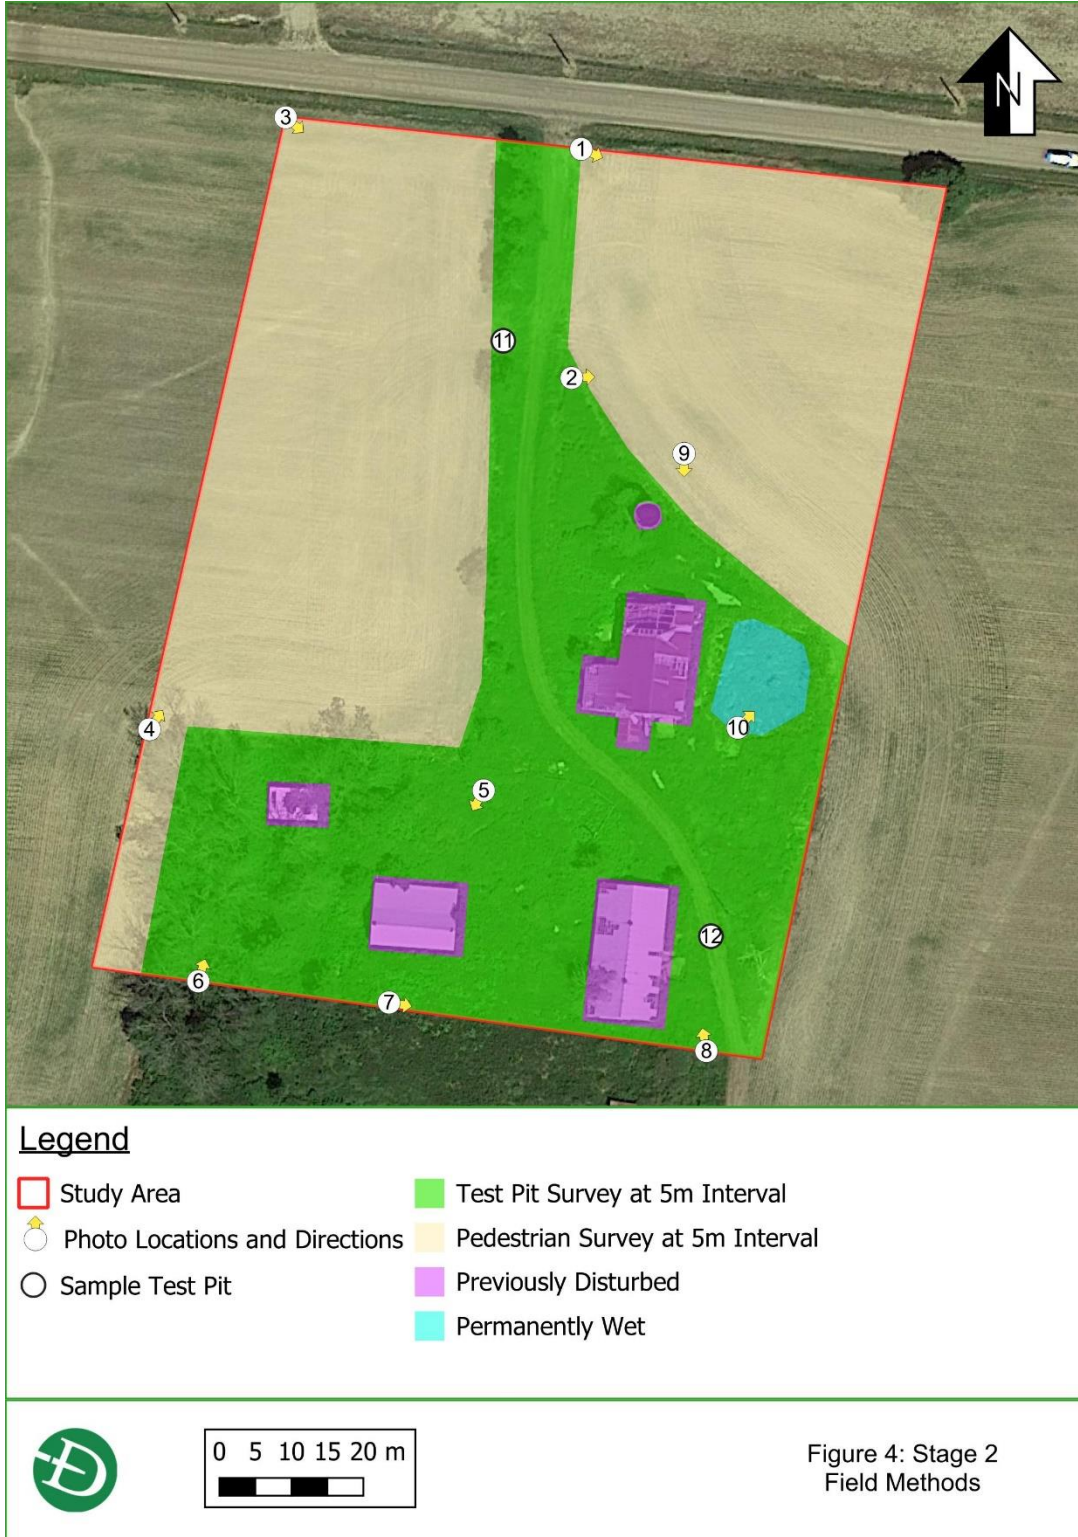 N
3
1
11
2
9
4
10
5
12
6
7
8
Legend
Study Area
Photo Locations and Directions
Sample Test Pit
Test Pit Survey at 5m Interval
Pedestrian Survey at 5m Interval
Previously Disturbed
Permanently Wet
D
0 5 10 15 20 m
Figure 4: Stage 2
Field Methods